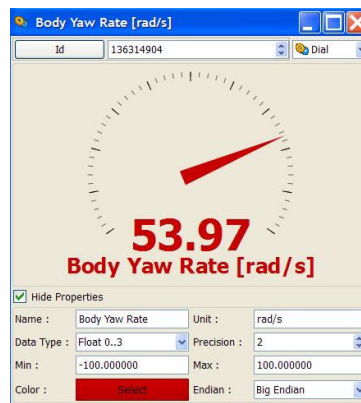 Body Yaw Rate [rad/s]
Id 136314904 Dial
53.97
Body Yaw Rate [rad/s]
Hide Properties
Name : Body Yaw Rate Unit : rad/s
Data Type : Float 0..3 Precision : 2
Min : -100.000000 Max : 100.000000
Color : Select Endian : Big Endian